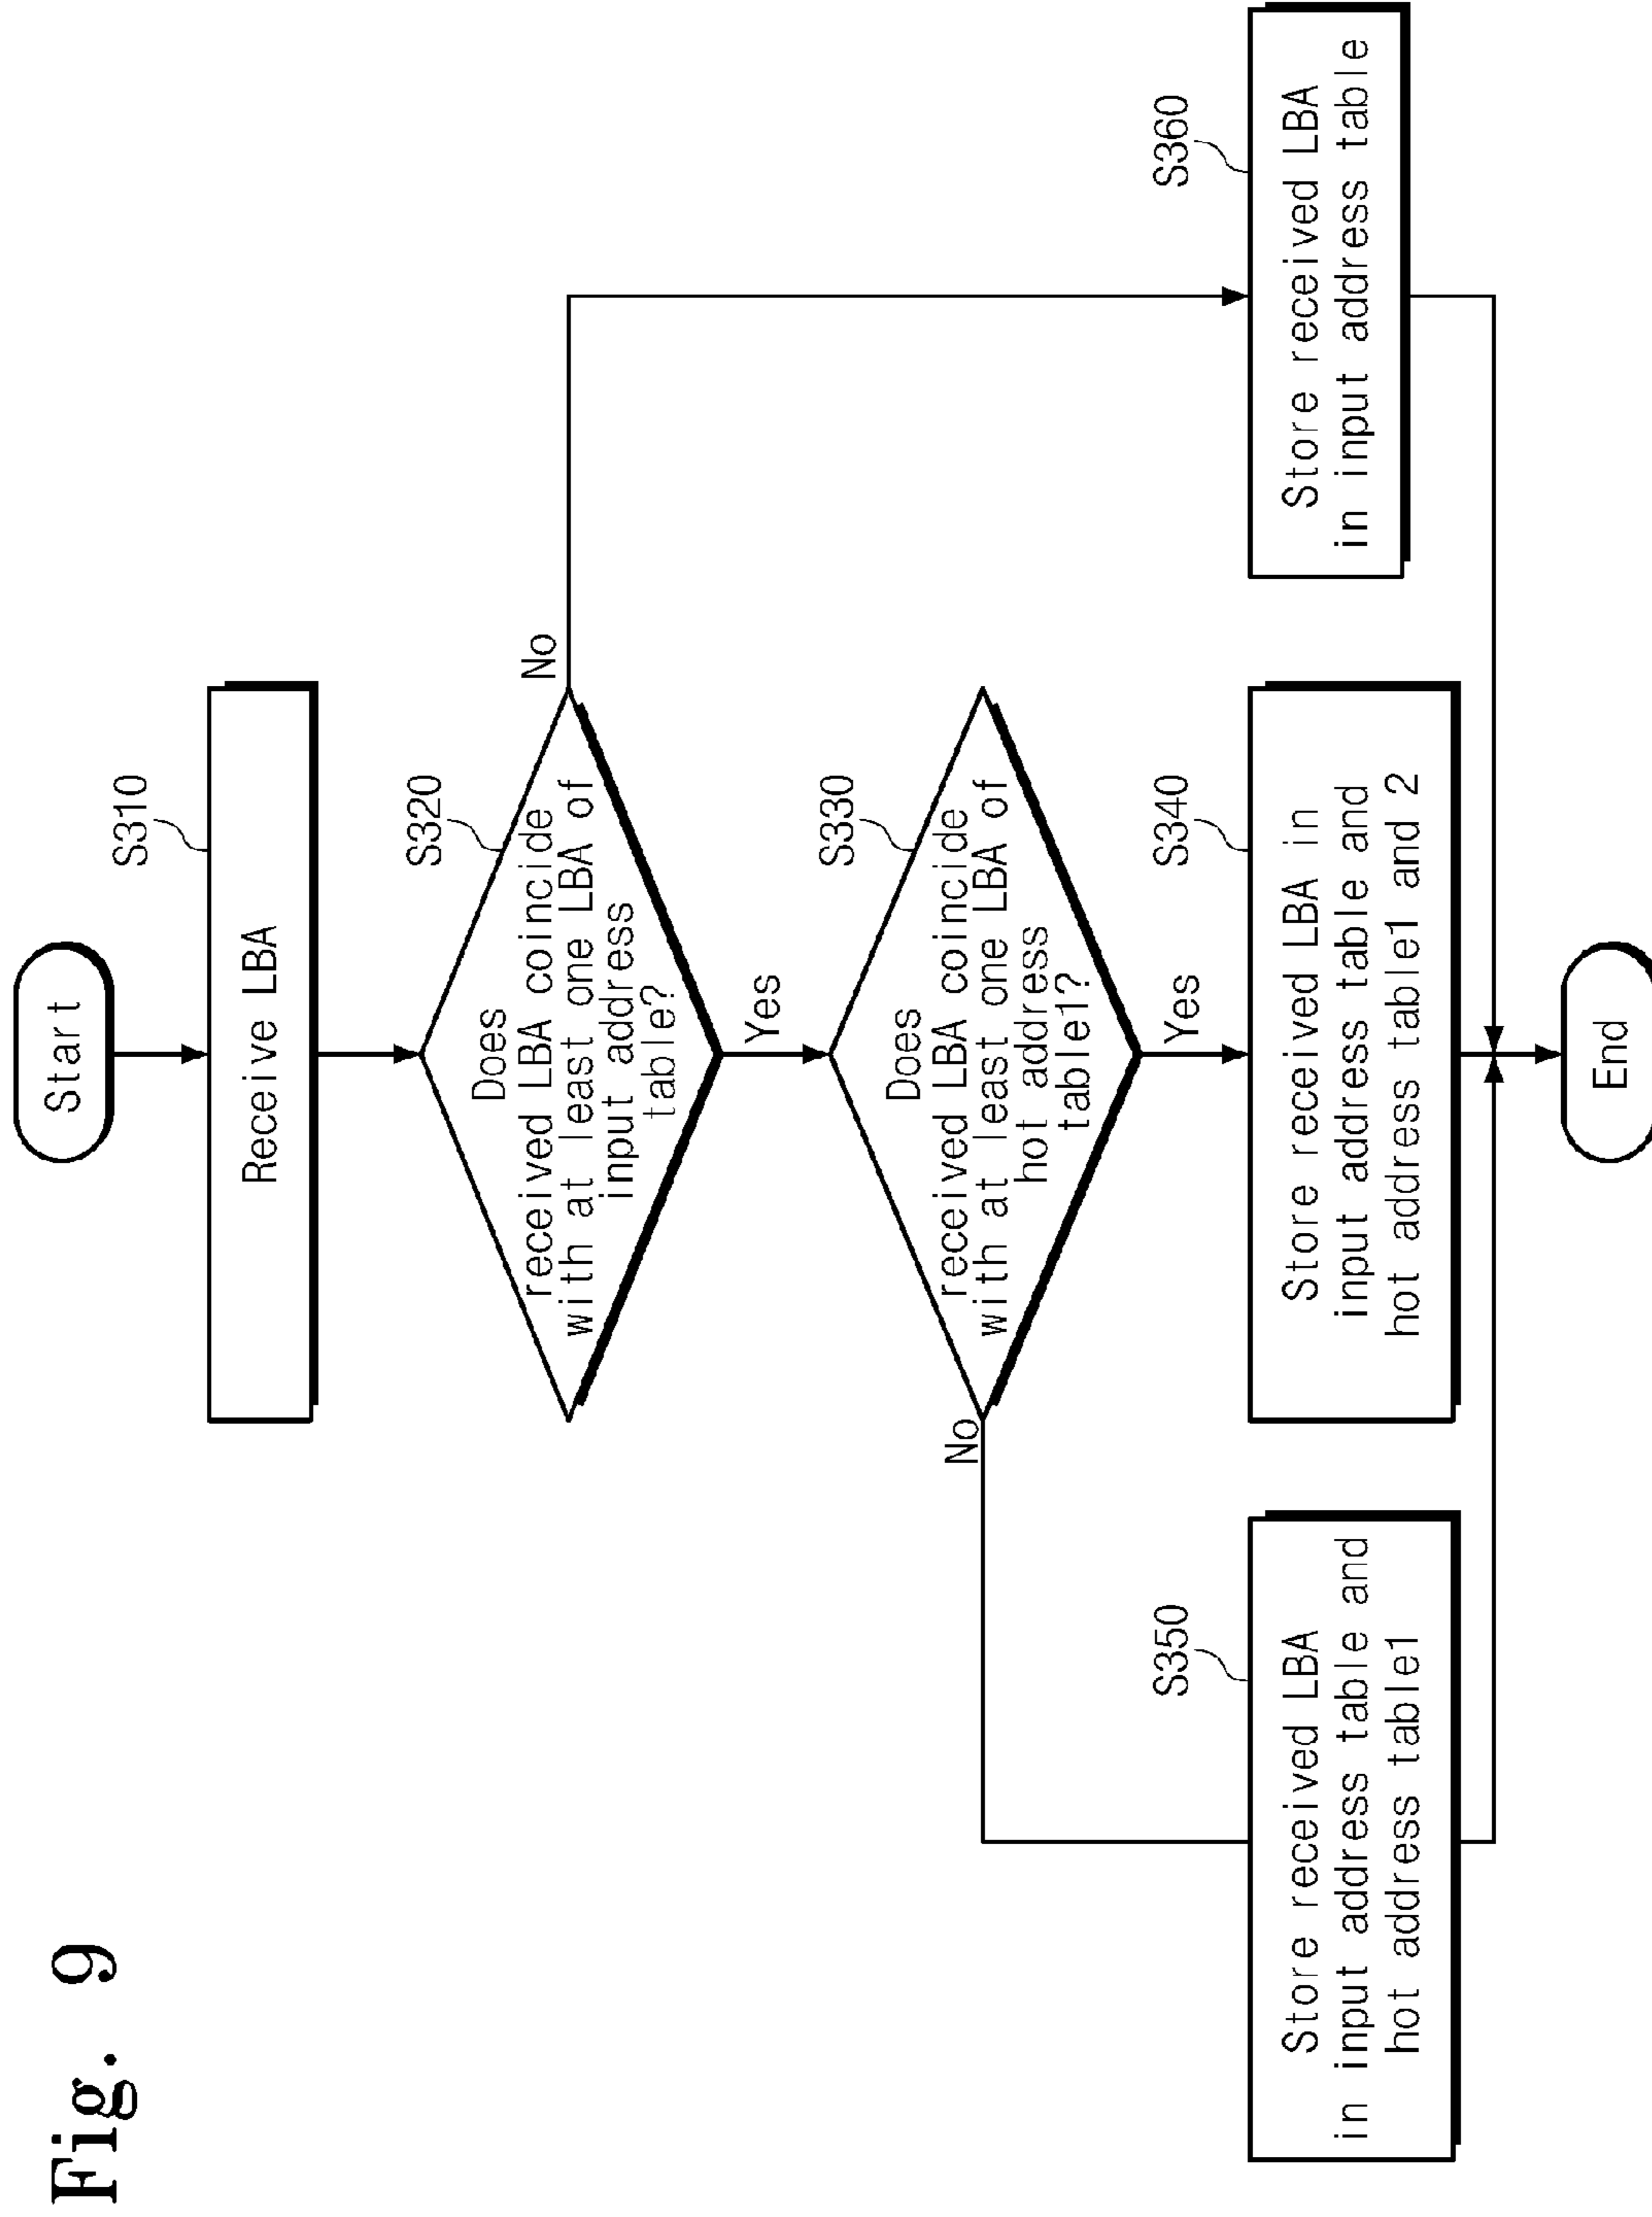 Fig. 9
Start
S310
Receive LBA
S320
Does
received LBA coincide
with at least one LBA of
input address
table?
No
Yes
S330
Does
received LBA coincide
with at least one LBA of
hot address
table1?
No
Yes
S350
Store received LBA
in input address table and
hot address table1
S340
Store received LBA in
input address table and
hot address table1 and 2
S360
Store received LBA
in input address table
End